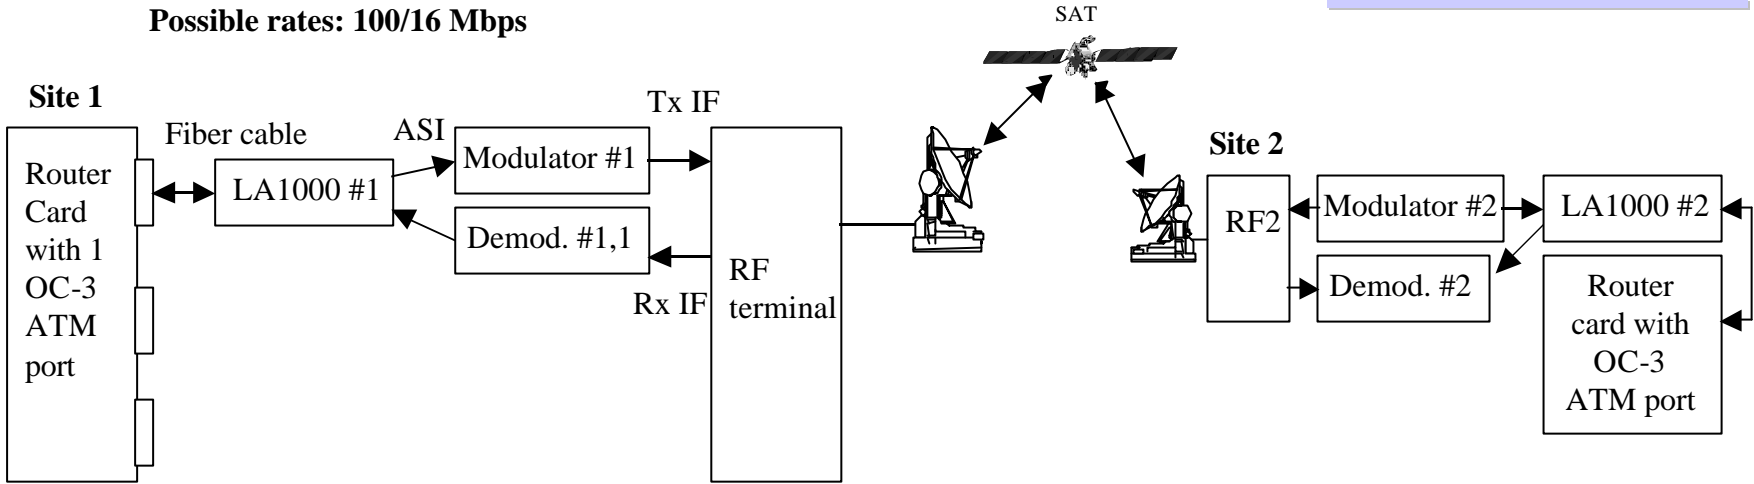 Possible rates: 100/16 Mbps
SAT
Site 1
Router
Card
with 1
OC-3
ATM
port
Fiber cable
LA1000 #1
ASI
Modulator #1
Demod. #1,1
Tx IF
Rx IF
RF
terminal
Site 2
RF2
Modulator #2
Demod. #2
LA1000 #2
Router
card with
OC-3
ATM port